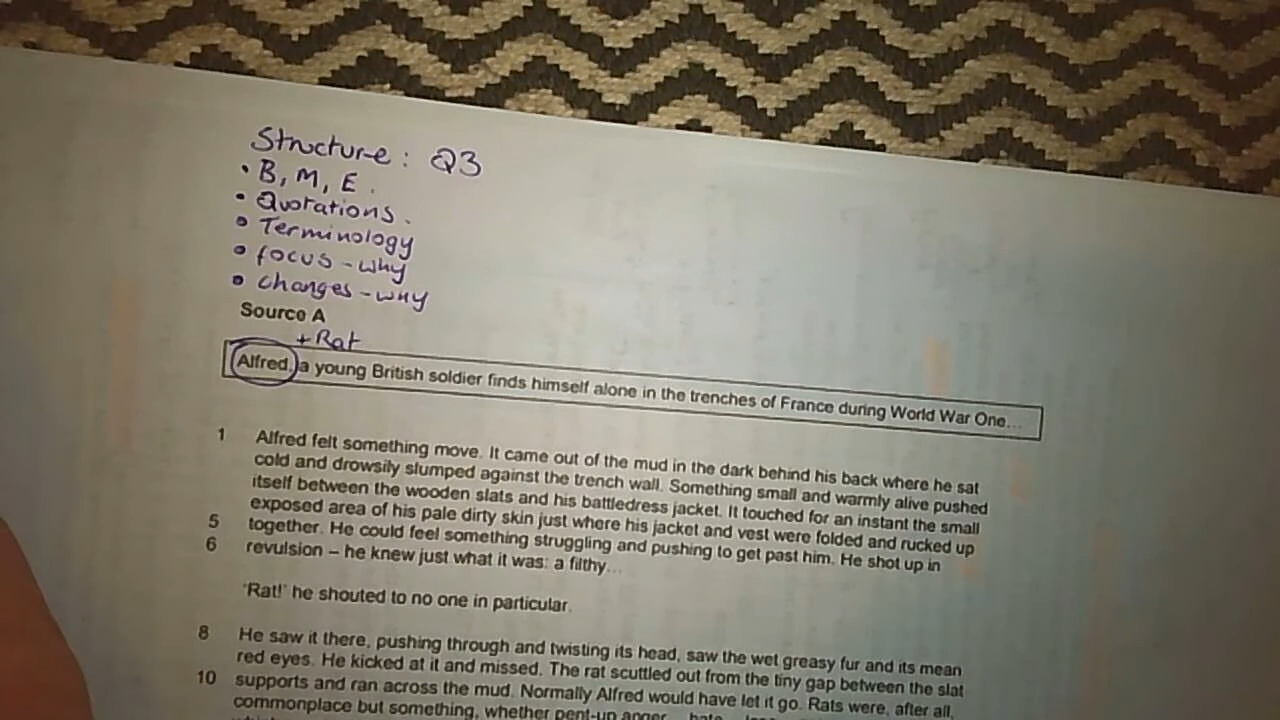 Structure: Q3
• B, M, E.
• Quotations.
• Terminology
• focus - why
• changes - why
Source A
+ Rat
Alfred, a young British soldier finds himself alone in the trenches of France during World War One...
1 Alfred felt something move. It came out of the mud in the dark behind his back where he sat
cold and drowsily slumped against the trench wall. Something small and warmly alive pushed
itself between the wooden slats and his battledress jacket. It touched for an instant the small
exposed area of his pale dirty skin just where his jacket and vest were folded and rucked up
5 together. He could feel something struggling and pushing to get past him. He shot up in
6 revulsion – he knew just what it was: a filthy...
'Rat!' he shouted to no one in particular.
8 He saw it there, pushing through and twisting its head, saw the wet greasy fur and its mean
red eyes. He kicked at it and missed. The rat scuttled out from the tiny gap between the slat
10 supports and ran across the mud. Normally Alfred would have let it go. Rats were, after all,
commonplace but something, whether pent-up anger,